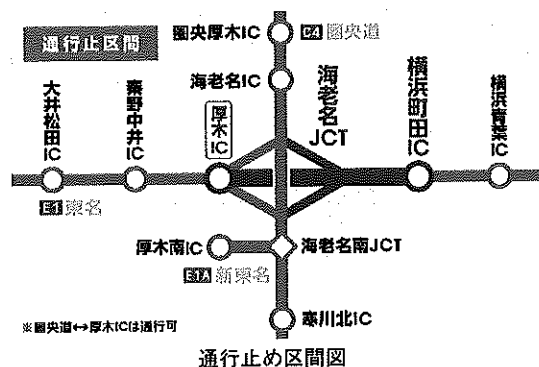 通行止区間
圏央厚木IC
C4 圏央道
海老名IC
海老名JCT
大井松田IC
秦野中井IC
厚木IC
横浜町田IC
横浜青葉IC
E1 東名
厚木南IC
海老名南JCT
E1A 新東名
寒川北IC
※圏央道↔厚木ICは通行可
通行止め区間図